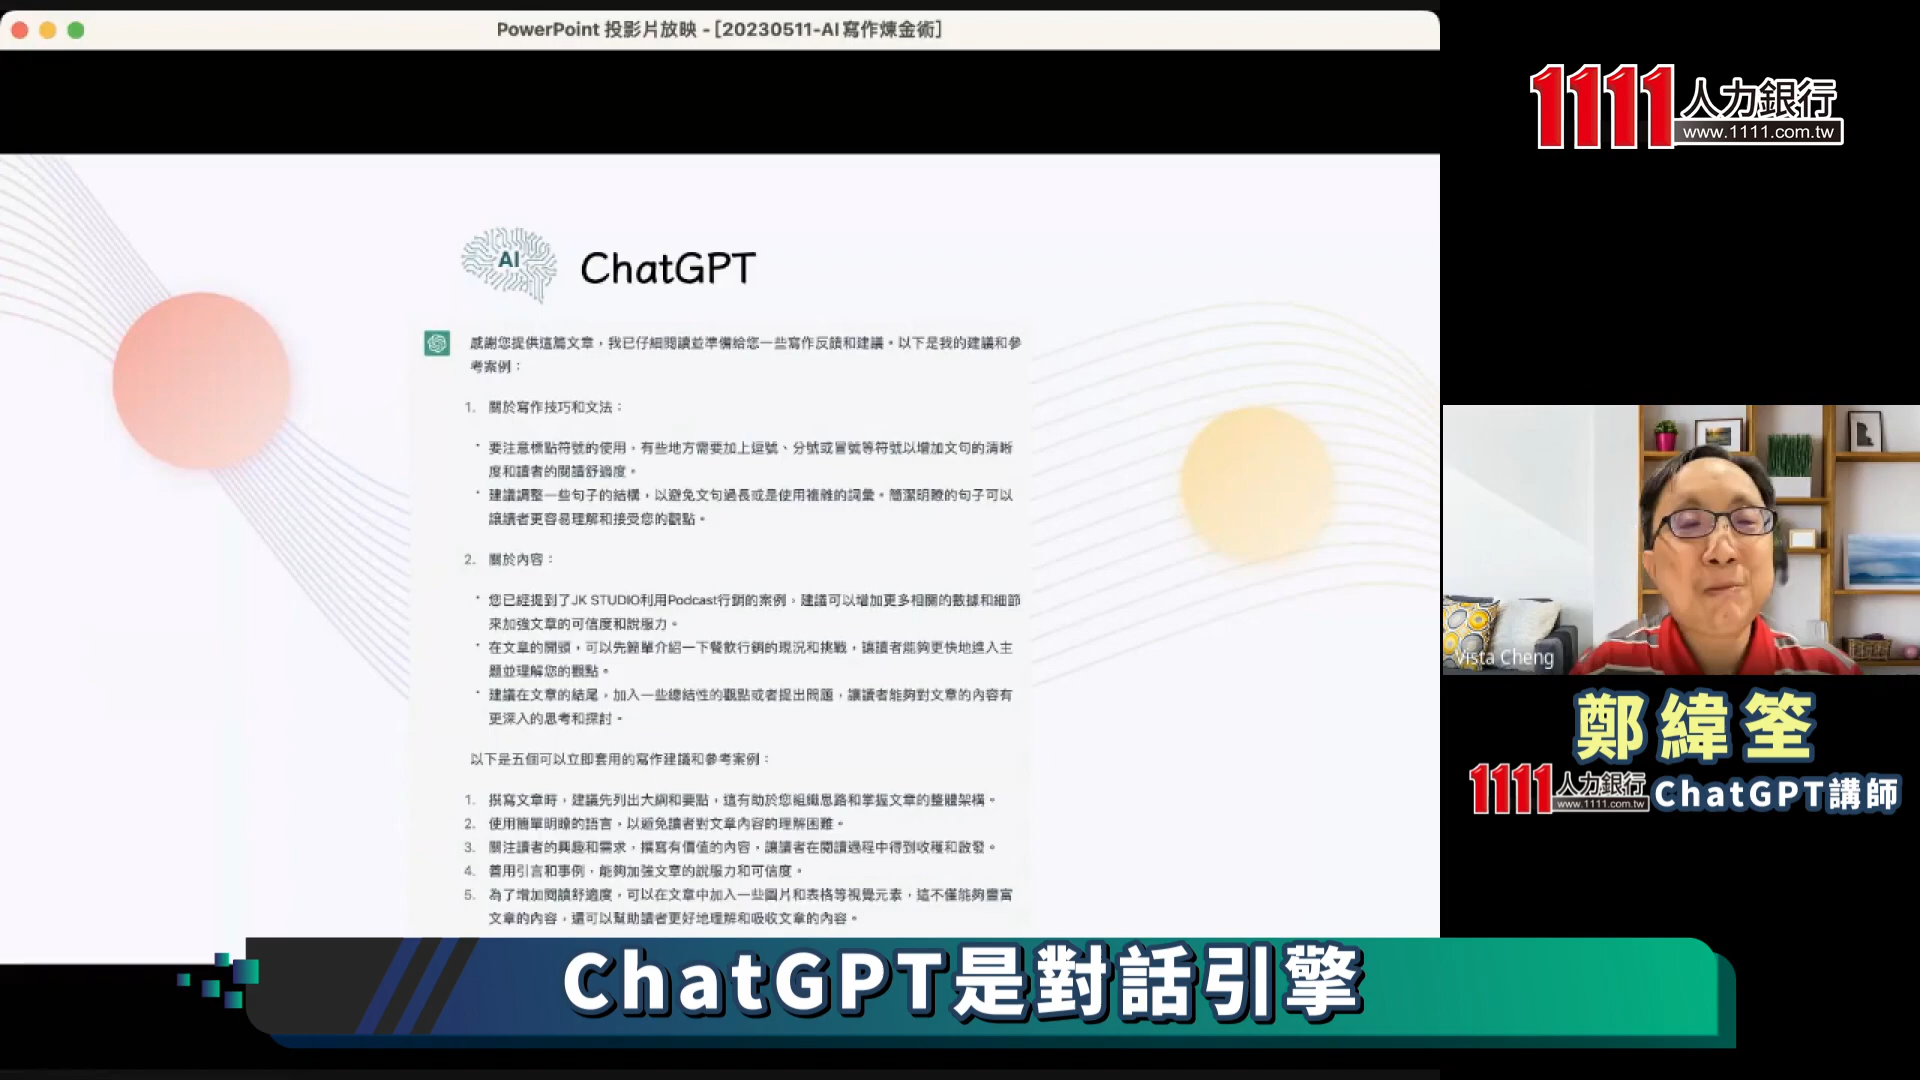 PowerPoint 投影片放映 - [20230511-AI 寫作煉金術]
1111 人力銀行
www.1111.com.tw
AI
ChatGPT
感謝您提供這篇文章，我已仔細閱讀並準備給您一些寫作反饋和建議。以下是我的建議和參
考案例：
1. 關於寫作技巧和文法：
· 要注意標點符號的使用，有些地方需要加上逗號、分號或冒號等符號以增加文句的清晰
度和讀者的閱讀舒適度。
· 建議調整一些句子的結構，以避免文句過長或是使用複雜的詞彙。簡潔明瞭的句子可以
讓讀者更容易理解和接受您的觀點。
2. 關於內容：
· 您已經提到了JK STUDIO利用Podcast行銷的案例，建議可以增加更多相關的數據和細節
來加強文章的可信度和說服力。
· 在文章的開頭，可以先簡單介紹一下餐飲行銷的現況和挑戰，讓讀者能夠更快地進入主
題並理解您的觀點。
· 建議在文章的結尾，加入一些總結性的觀點或者提出問題，讓讀者能夠對文章的內容有
更深入的思考和探討。
以下是五個可以立即套用的寫作建議和參考案例：
1. 撰寫文章時，建議先列出大綱和要點，這有助於您組織思路和掌握文章的整體架構。
2. 使用簡單明瞭的語言，以避免讀者對文章內容的理解困難。
3. 關注讀者的興趣和需求，撰寫有價值的內容，讓讀者在閱讀過程中得到收穫和啟發。
4. 善用引言和事例，能夠加強文章的說服力和可信度。
5. 為了增加閱讀舒適度，可以在文章中加入一些圖片和表格等視覺元素，這不僅能夠豐富
文章的內容，還可以幫助讀者更好地理解和吸收文章的內容。
Vista Cheng
鄭緯筌
1111 人力銀行 www.1111.com.tw ChatGPT講師
ChatGPT是對話引擎